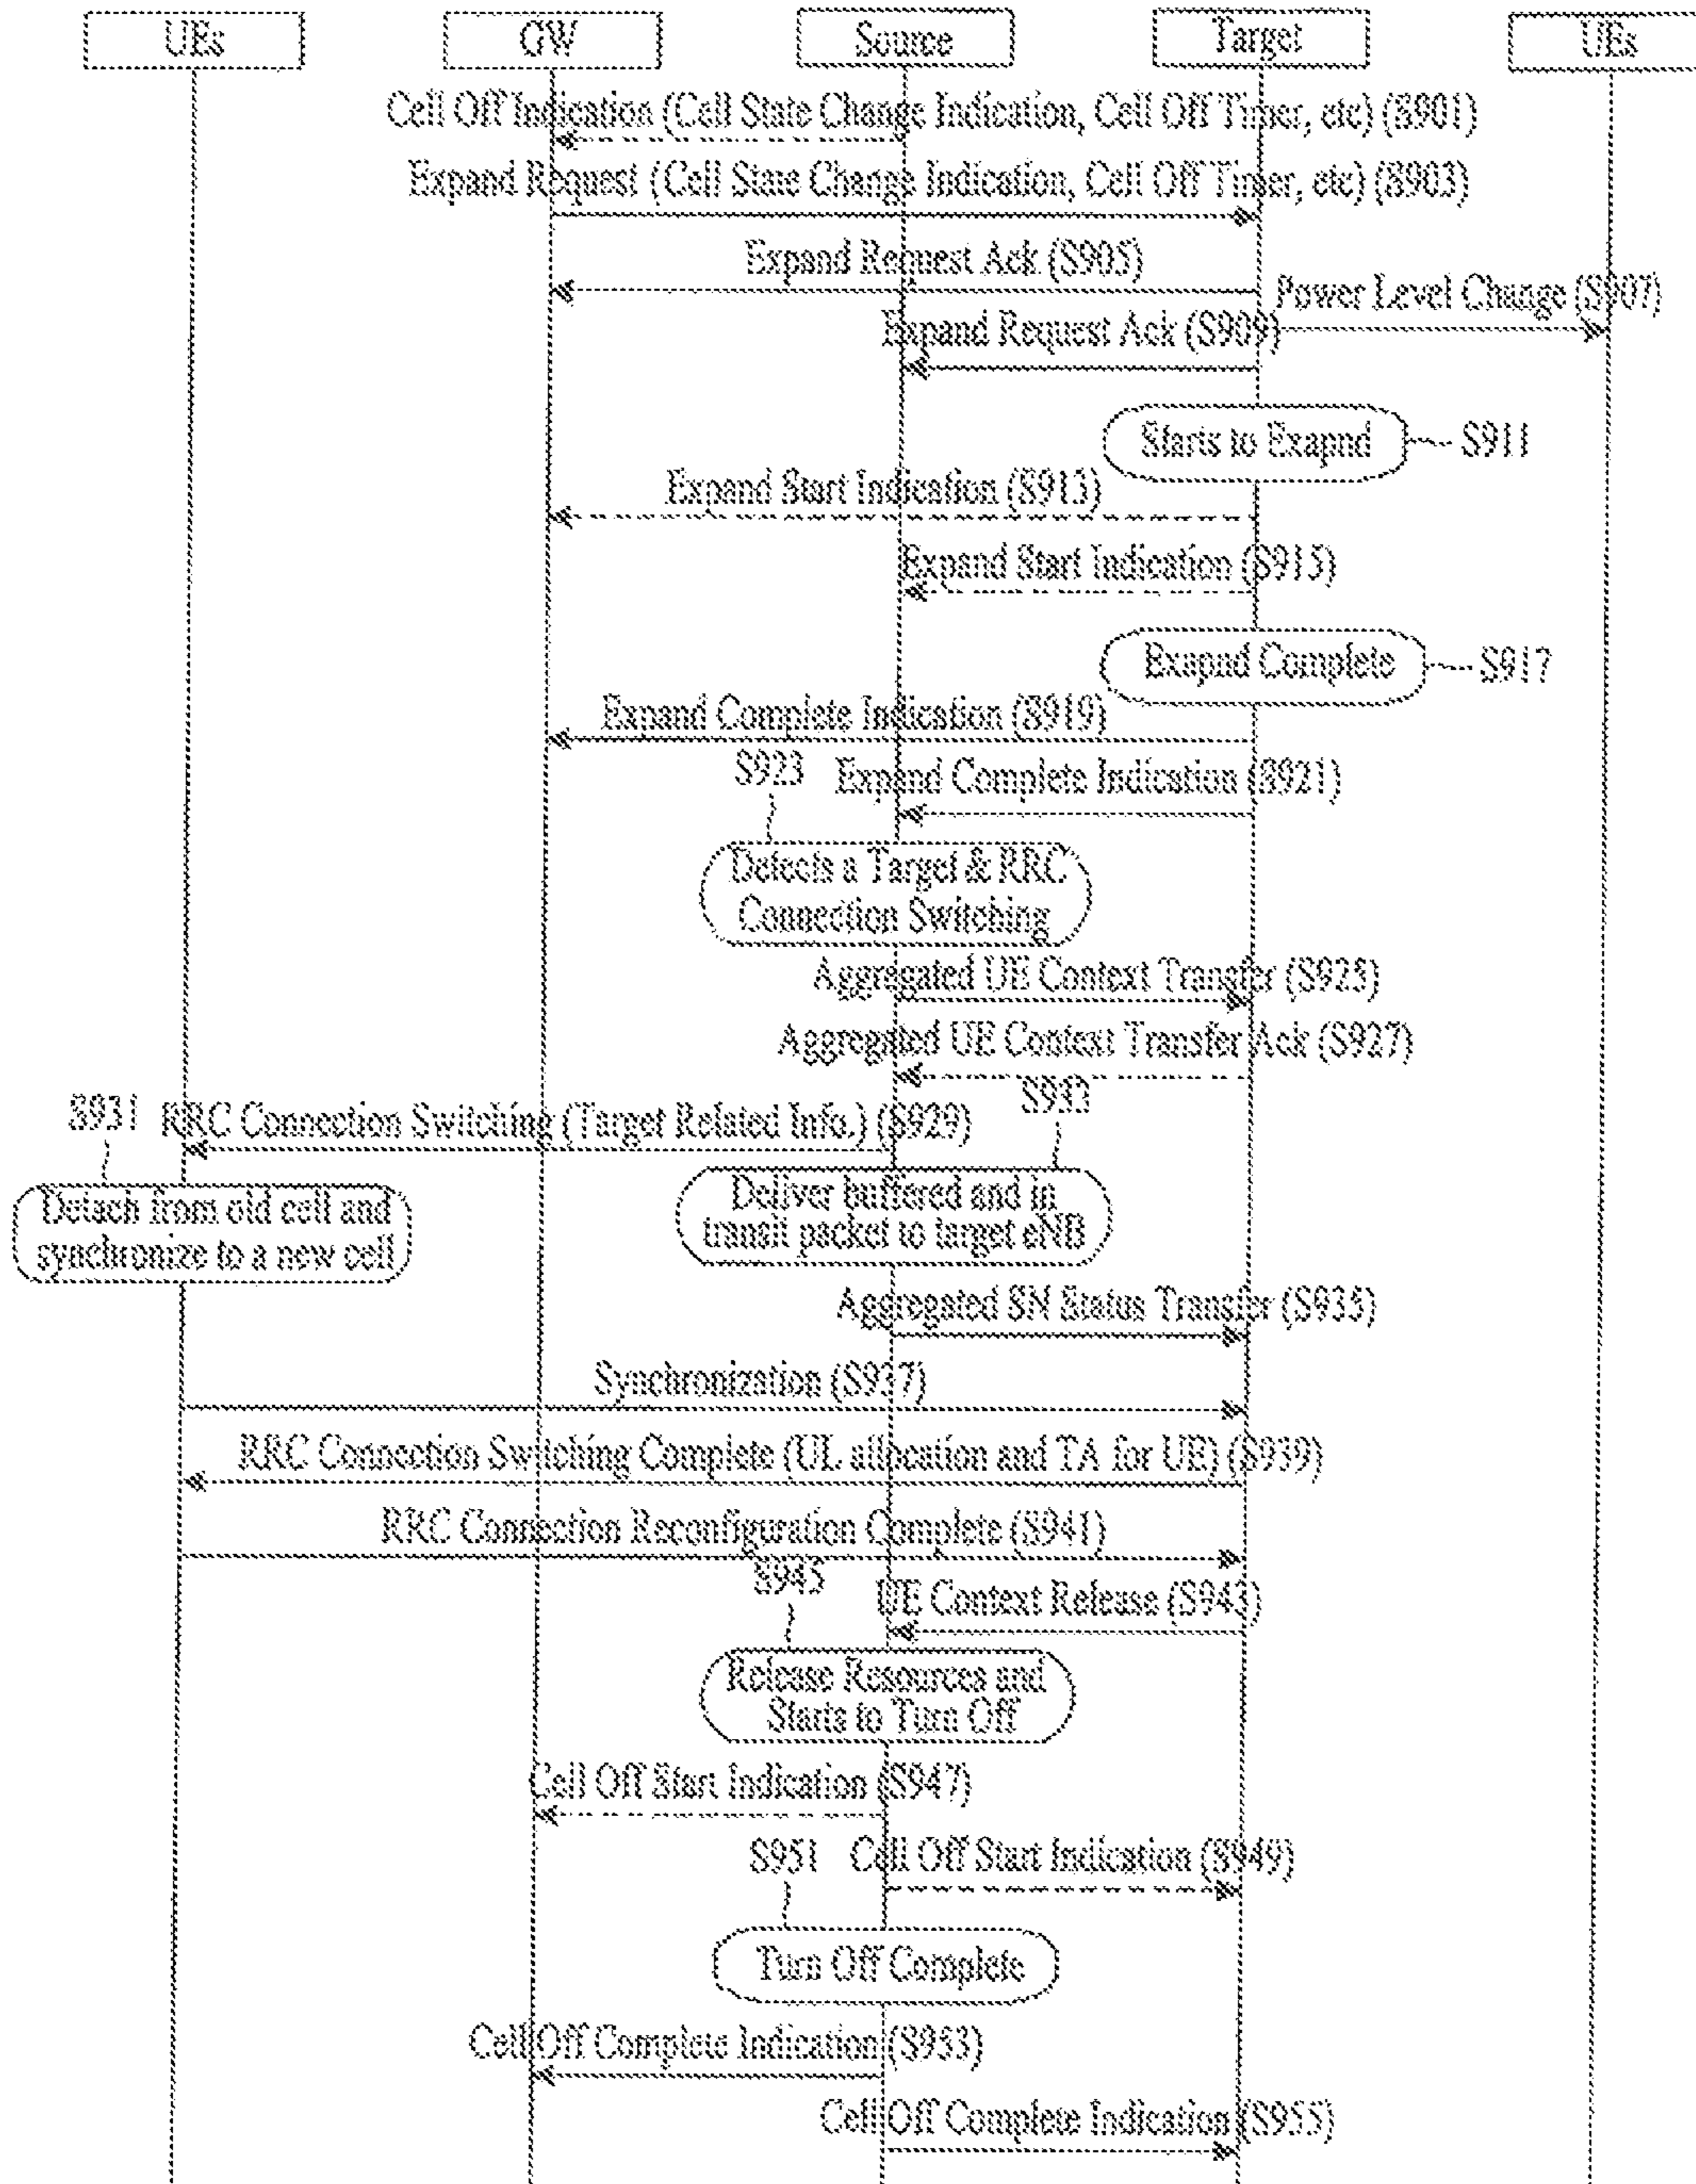 UEs
GW
Source
Target
UEs
Cell Off Indication (Cell State Change Indication, Cell Off Timer, etc) (S901)
Expand Request (Cell State Change Indication, Cell Off Timer, etc) (S903)
Expand Request Ack (S905)
Power Level Change (S907)
Expand Request Ack (S909)
Starts to Exapnd
S911
Expand Start Indication (S913)
Expand Start Indication (S915)
Exapnd Complete
S917
Expand Complete Indication (S919)
S923
Expand Complete Indication (S921)
Detects a Target & RRC
Connection Switching
Aggregated UE Context Transfer (S925)
Aggregated UE Context Transfer Ack (S927)
S933
S931
RRC Connection Switching (Target Related Info.) (S929)
Detach from old cell and
synchronize to a new cell
Deliver buffered and in
transit packet to target eNB
Aggregated SN Status Transfer (S935)
Synchronization (S937)
RRC Connection Switching Complete (UL allocation and TA for UE) (S939)
RRC Connection Reconfiguration Complete (S941)
S945
UE Context Release (S943)
Release Resources and
Starts to Turn Off
Cell Off Start Indication (S947)
S951
Cell Off Start Indication (S949)
Turn Off Complete
Cell Off Complete Indication (S953)
Cell Off Complete Indication (S955)